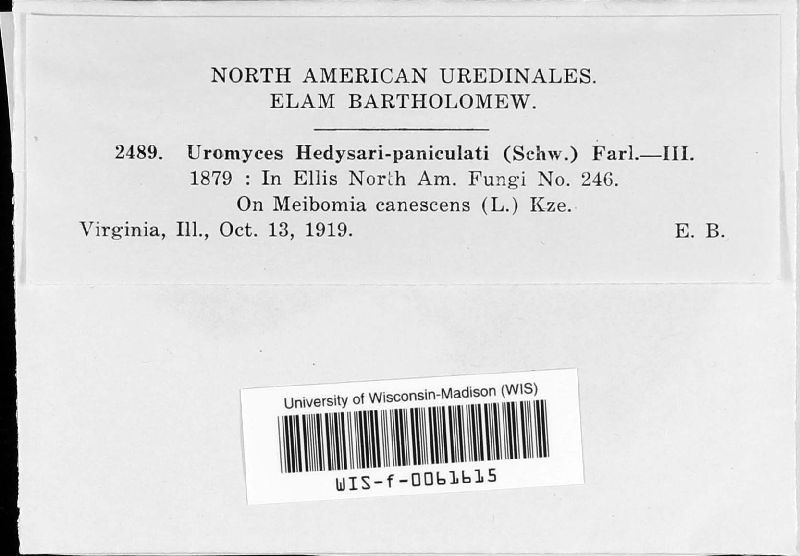 NORTH AMERICAN UREDINALES.
ELAM BARTHOLOMEW.
2489. Uromyces Hedysari-paniculati (Schw.) Farl.—III.
1879 : In Ellis North Am. Fungi No. 246.
On Meibomia canescens (L.) Kze.
Virginia, Ill., Oct. 13, 1919. E. B.
University of Wisconsin-Madison (WIS)
WIS-f-0061615